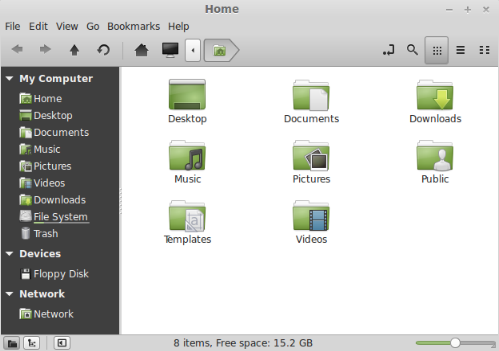 Home
File Edit View Go Bookmarks Help
My Computer
Home
Desktop
Documents
Music
Pictures
Videos
Downloads
File System
Trash
Devices
Floppy Disk
Network
Network
Desktop Documents Downloads
Music Pictures Public
Templates Videos
8 items, Free space: 15.2 GB